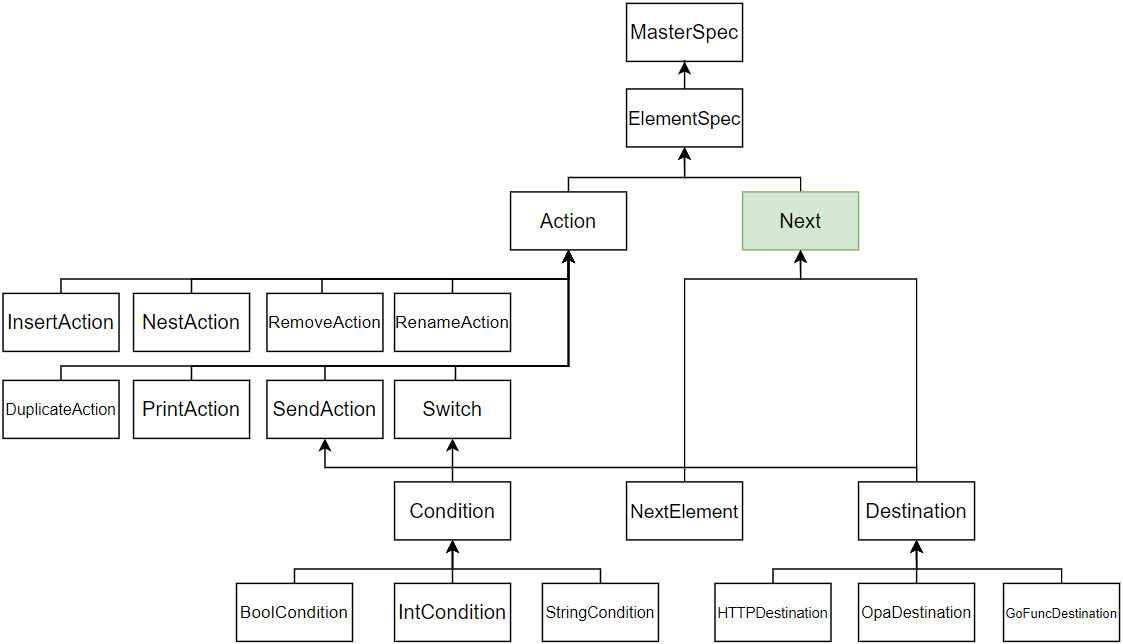 MasterSpec
ElementSpec
Action
Next
InsertAction
NestAction
RemoveAction
RenameAction
DuplicateAction
PrintAction
SendAction
Switch
Condition
NextElement
Destination
BoolCondition
IntCondition
StringCondition
HTTPDestination
OpaDestination
GoFuncDestination